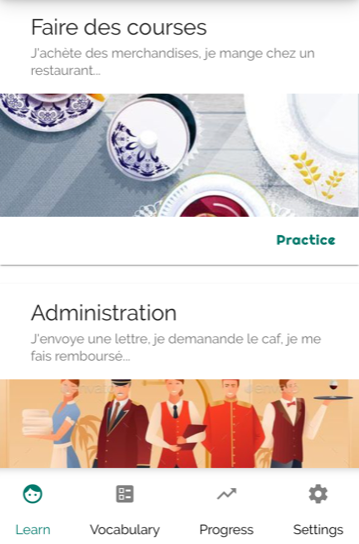 Faire des courses
J'achète des merchandises, je mange chez un
restaurant...
Practice
Administration
J'envoye une lettre, je demanande le caf, je me
fais remboursé...
Learn
Vocabulary
Progress
Settings